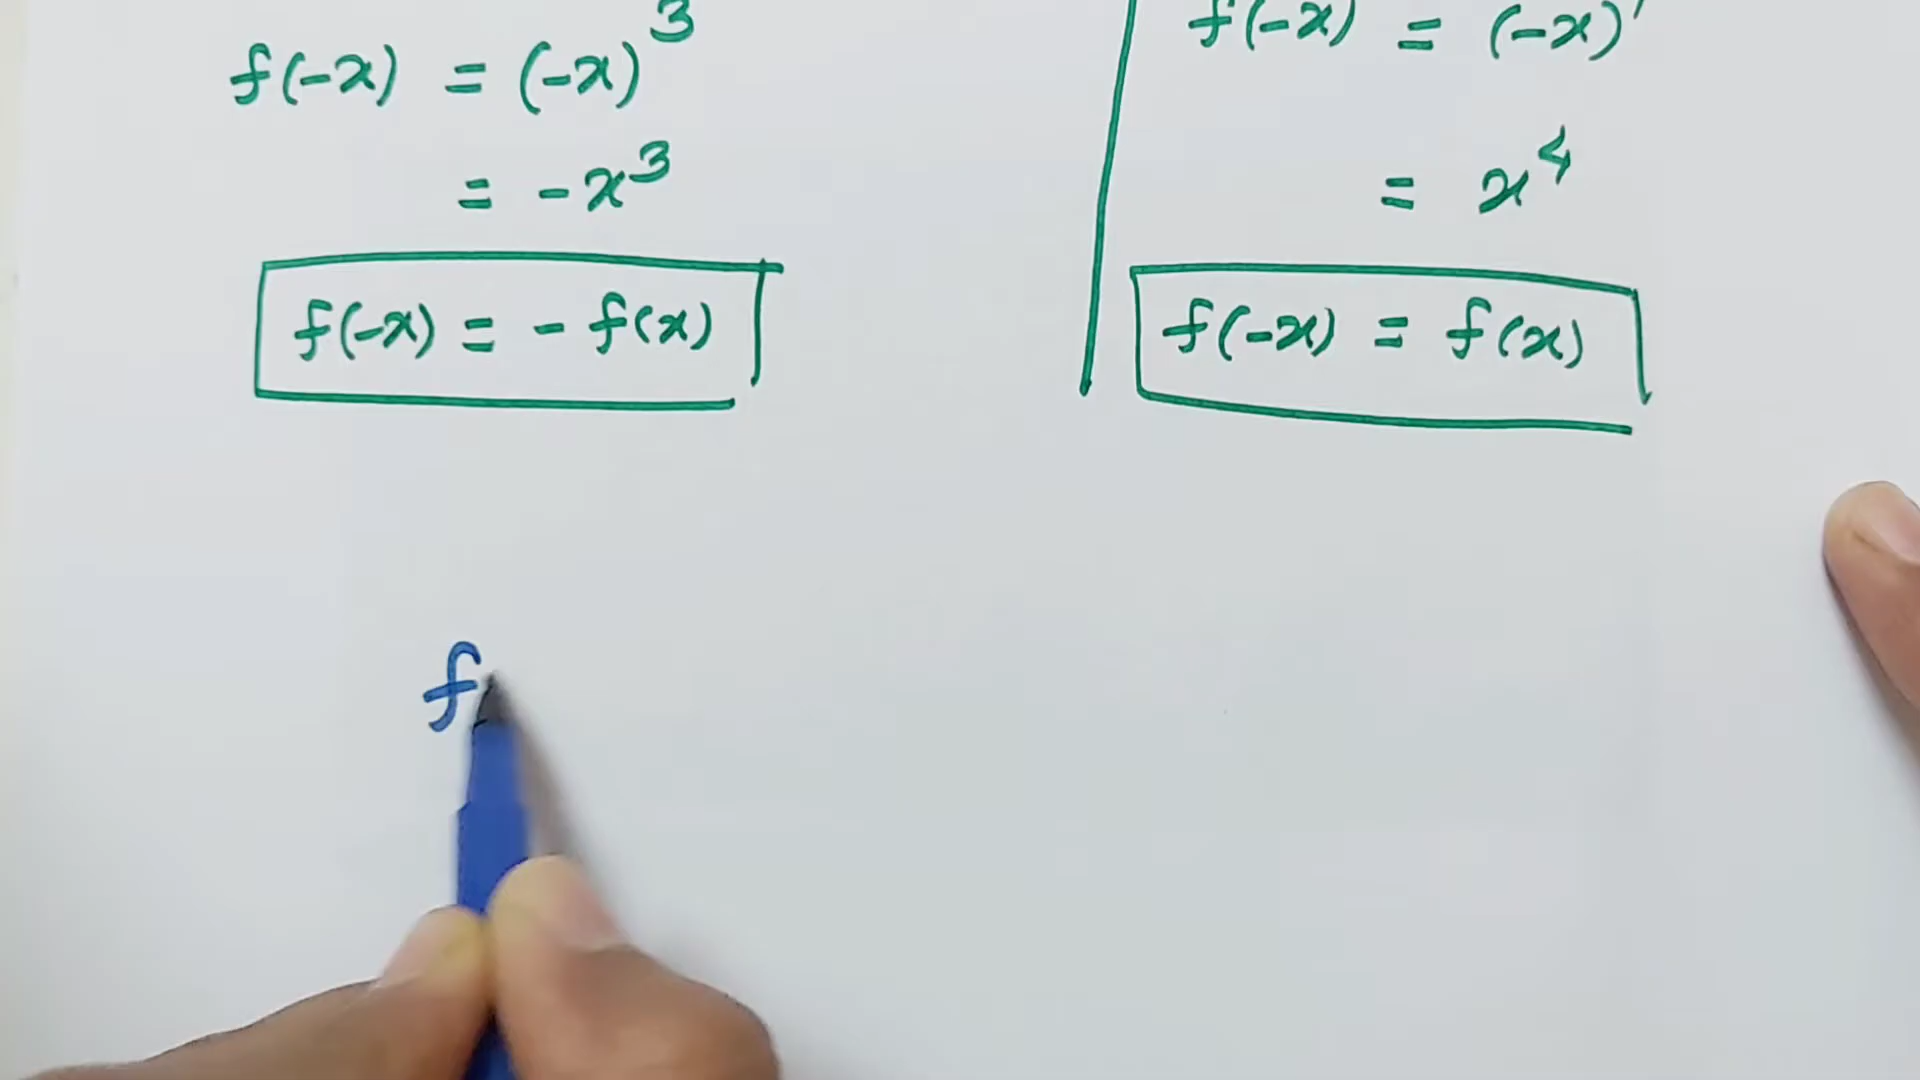 f(-x) = (-x)³
= -x³
f(-x) = - f(x)
f(-x) = (-x)
= x⁴
f(-x) = f(x)
f